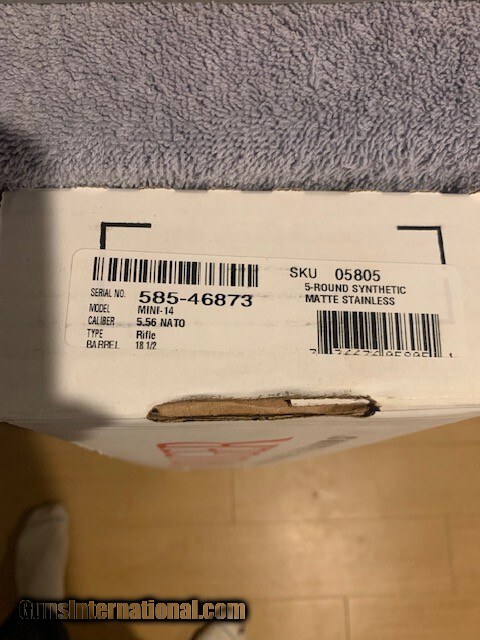 SKU 05805
5-ROUND SYNTHETIC
MATTE STAINLESS
SERIAL NO. 585-46873
MODEL MINI-14
CALIBER 5.56 NATO
TYPE Rifle
BARREL 18 1/2
GunsInternational.com